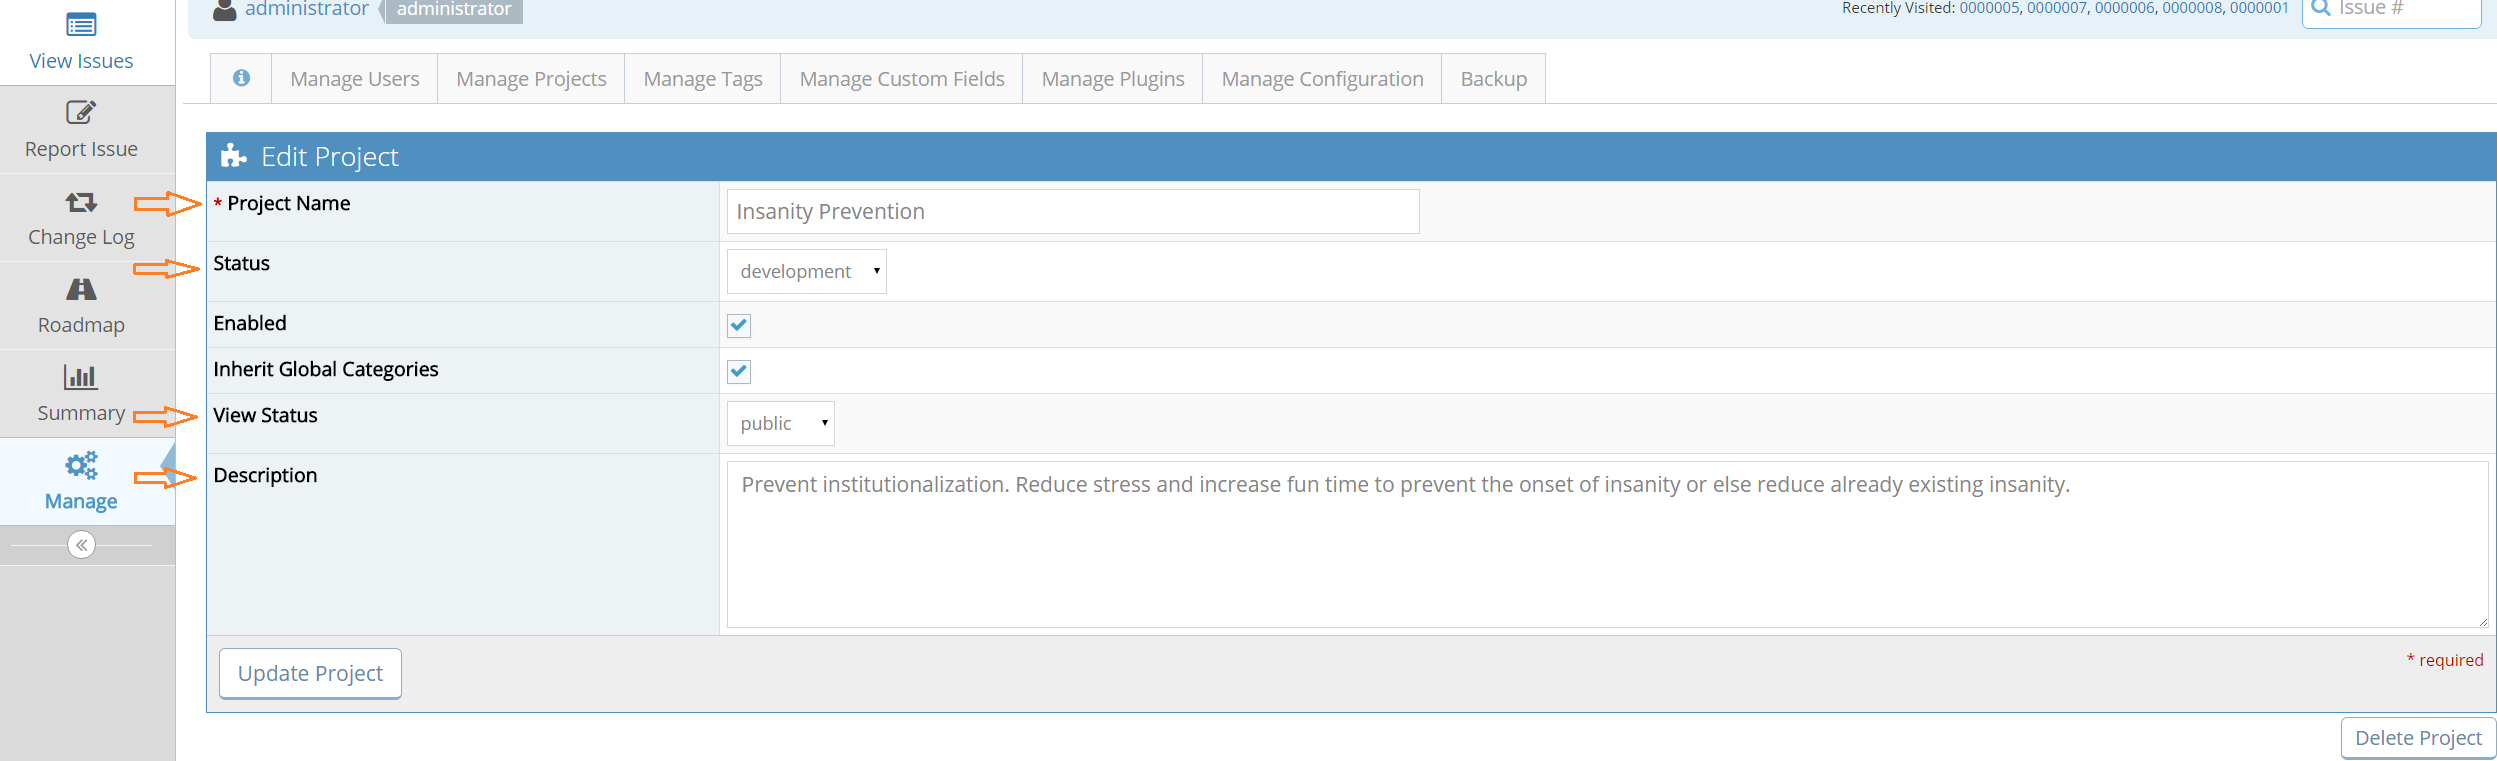 administrator administrator
Recently Visited: 0000005, 0000007, 0000006, 0000008, 0000001
Issue #
View Issues
Report Issue
Change Log
Roadmap
Summary
Manage
Manage Users Manage Projects Manage Tags Manage Custom Fields Manage Plugins Manage Configuration Backup
Edit Project
* Project Name Insanity Prevention
Status development
Enabled
Inherit Global Categories
View Status public
Description Prevent institutionalization. Reduce stress and increase fun time to prevent the onset of insanity or else reduce already existing insanity.
Update Project
* required
Delete Project